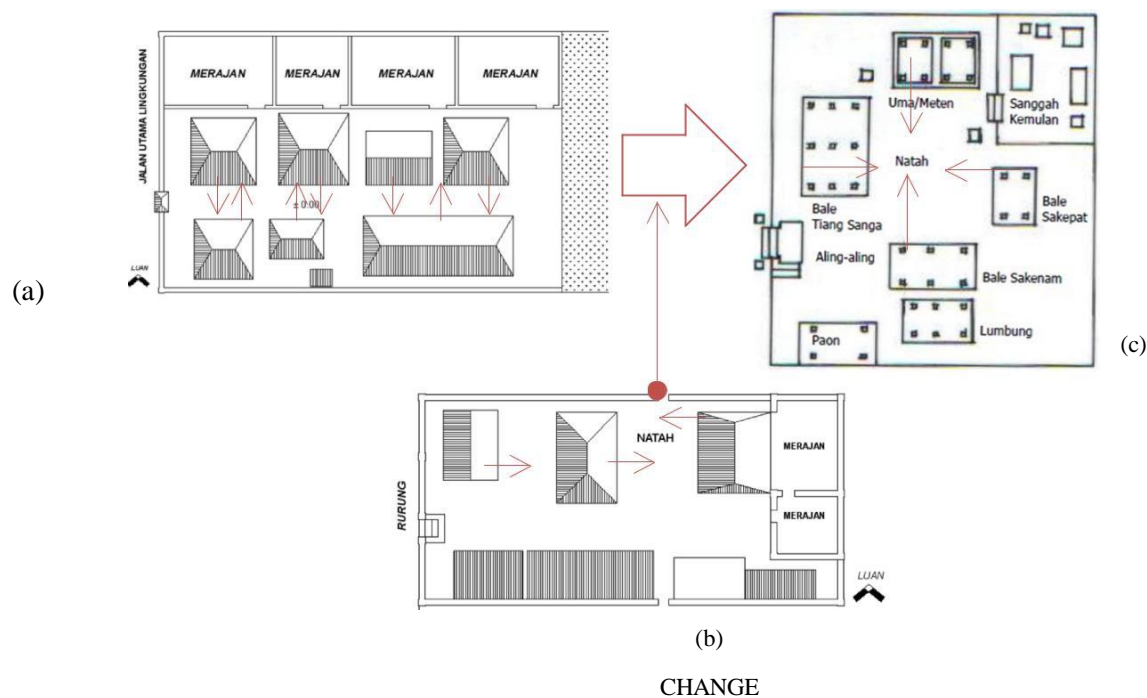 JALAN UTAMA LINGKUNGAN
MERAJAN
MERAJAN
MERAJAN
MERAJAN
± 0.00
LUAN
(a)
Uma/Meten
Sanggah
Kemulan
Natah
Bale
Tiang Sanga
Bale
Sakepat
Aling-aling
Bale Sakenam
Lumbung
Paon
(c)
RURUNG
NATAH
MERAJAN
MERAJAN
LUAN
(b)
CHANGE